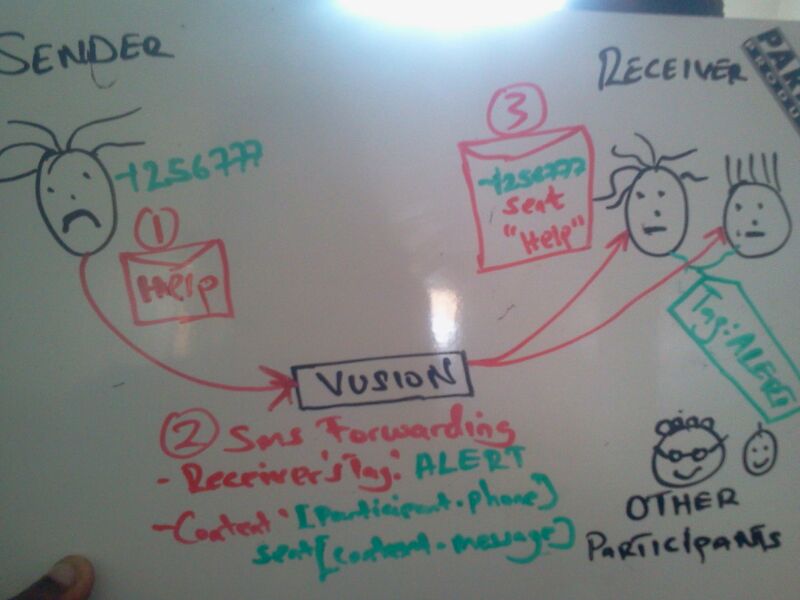 SENDER
RECEIVER
PAKT
+256777
1
Help
3
+256777
sent
"Help"
VUSION
Tag: ALERT
2 Sms Forwarding
- Receiver's Tag: ALERT
- Content: [participant.phone]
sent [content.message]
OTHER
PARTICIPANTS